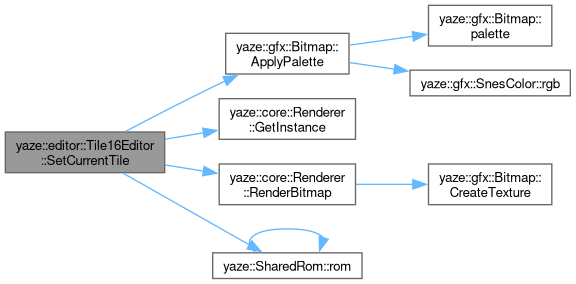 yaze::editor::Tile16Editor
::SetCurrentTile
yaze::gfx::Bitmap::
ApplyPalette
yaze::gfx::Bitmap::
palette
yaze::gfx::SnesColor::rgb
yaze::core::Renderer
::GetInstance
yaze::core::Renderer
::RenderBitmap
yaze::gfx::Bitmap::
CreateTexture
yaze::SharedRom::rom